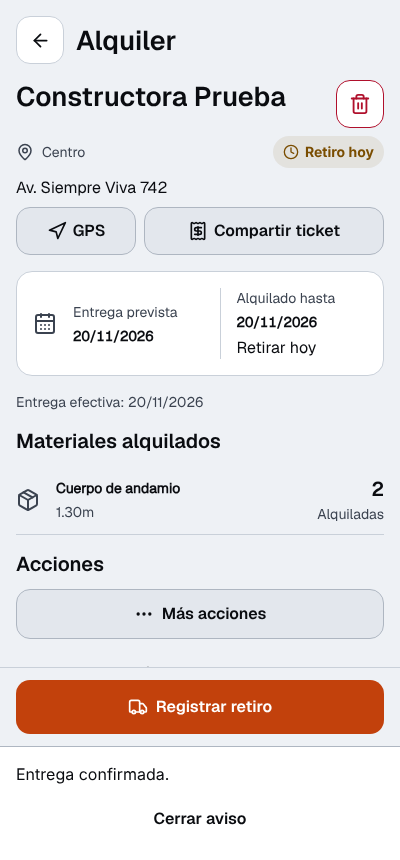 Alquiler
Constructora Prueba
Centro
Retiro hoy
Av. Siempre Viva 742
GPS
Compartir ticket
Entrega prevista
20/11/2026
Alquilado hasta
20/11/2026
Retirar hoy
Entrega efectiva: 20/11/2026
Materiales alquilados
Cuerpo de andamio
2
1.30m
Alquiladas
Acciones
Más acciones
Registrar retiro
Entrega confirmada.
Cerrar aviso